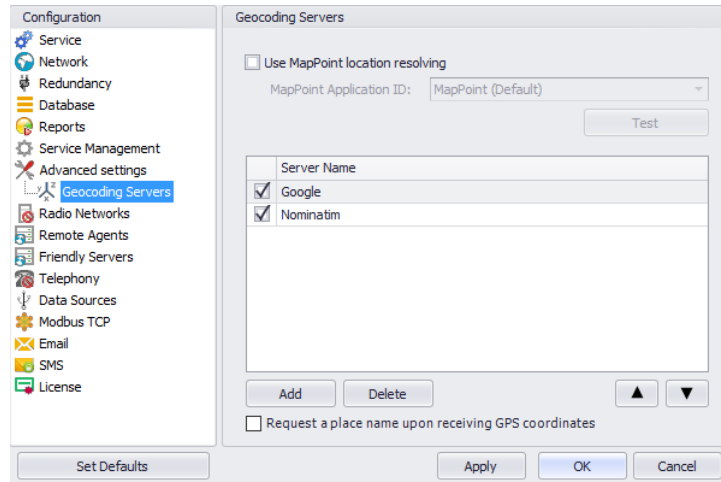 Configuration
Service
Network
Redundancy
Database
Reports
Service Management
Advanced settings
Geocoding Servers
Radio Networks
Remote Agents
Friendly Servers
Telephony
Data Sources
Modbus TCP
Email
SMS
License
Set Defaults
Geocoding Servers
Use MapPoint location resolving
MapPoint Application ID: MapPoint (Default)
Test
Server Name
Google
Nominatim
Add Delete
Request a place name upon receiving GPS coordinates
Apply OK Cancel